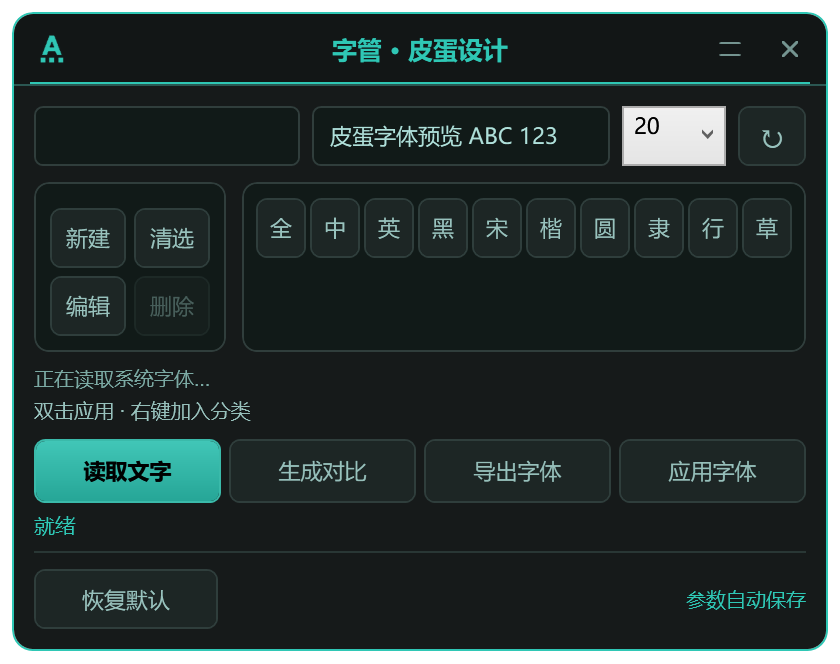 A
字管·皮蛋设计
皮蛋字体预览 ABC 123
20
新建 清选
全 中 英 黑 宋 楷 圆 隶 行 草
编辑 删除
正在读取系统字体...
双击应用 · 右键加入分类
读取文字 生成对比 导出字体 应用字体
就绪
恢复默认 参数自动保存